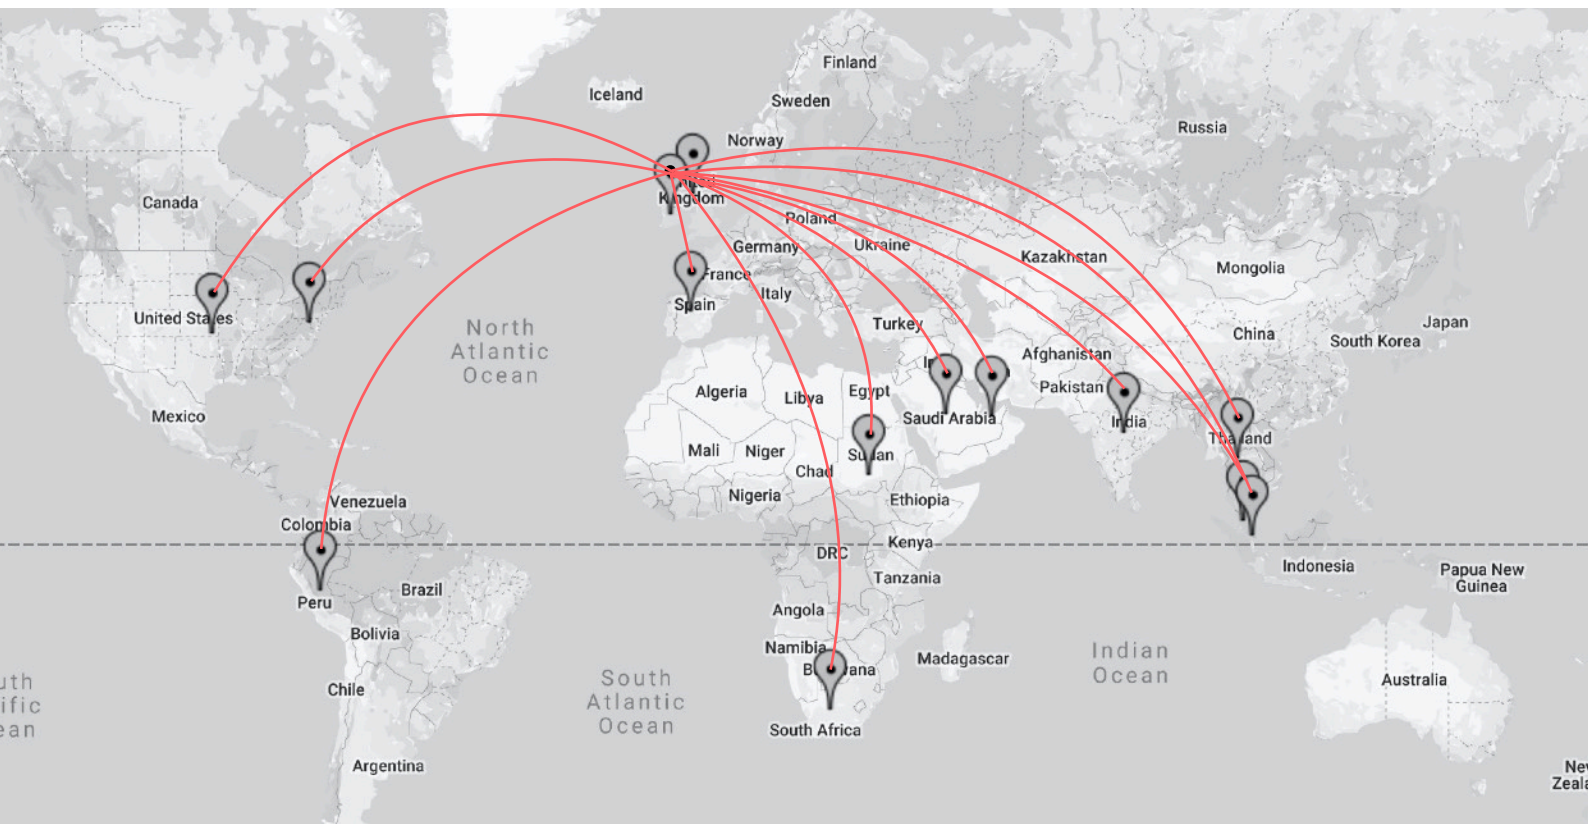 Finland
Iceland
Sweden
Russia
Norway
Kingdom
Canada
Poland
Germany
Ukraine
Kazakhstan
Mongolia
France
Italy
Spain
United States
North
Atlantic
Ocean
Turkey
Japan
China
South Korea
Afghanistan
Pakistan
Algeria
Libya
Egypt
Mexico
Saudi Arabia
India
Thailand
Mali
Niger
Chad
Sudan
Nigeria
Ethiopia
Venezuela
Colombia
DRC
Kenya
Indonesia
Papua New
Guinea
Tanzania
Brazil
Peru
Angola
Bolivia
Namibia
Madagascar
Indian
Ocean
South
Atlantic
Ocean
Chile
Australia
South Africa
Argentina